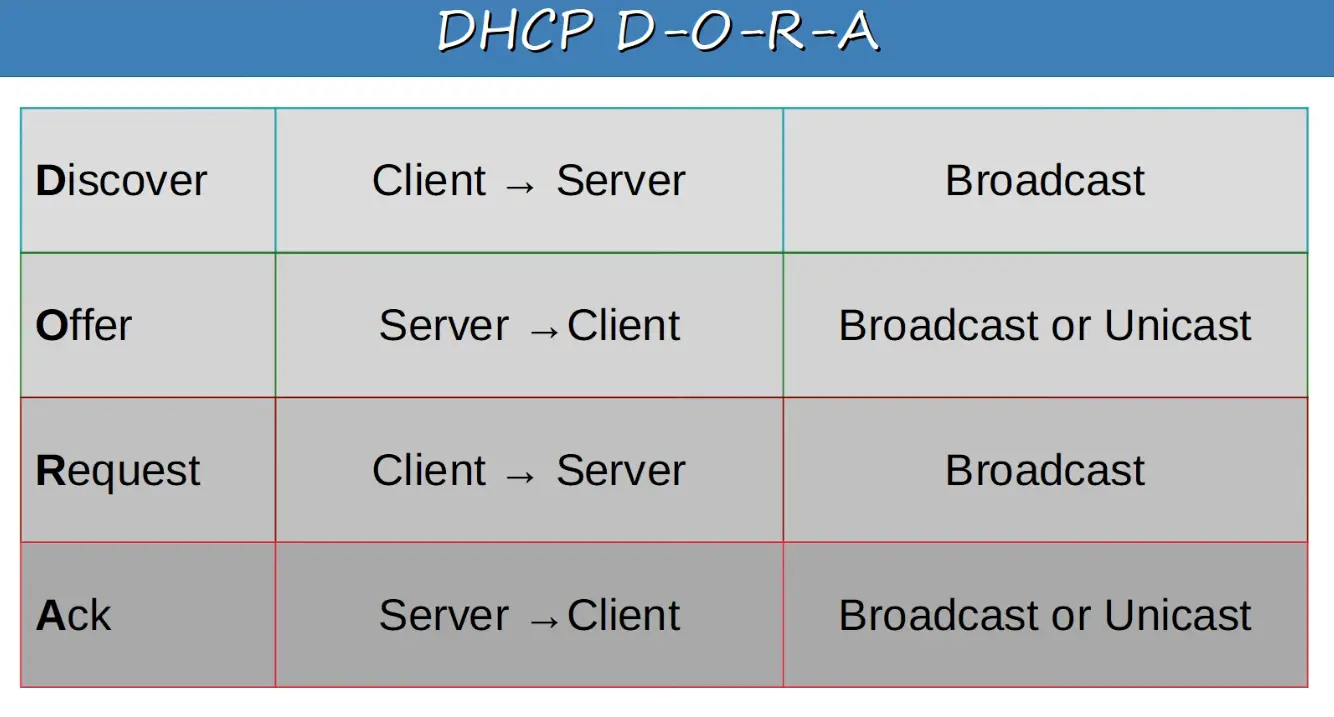 DHCP D-O-R-A
Discover Client → Server Broadcast
Offer Server →Client Broadcast or Unicast
Request Client → Server Broadcast
Ack Server →Client Broadcast or Unicast